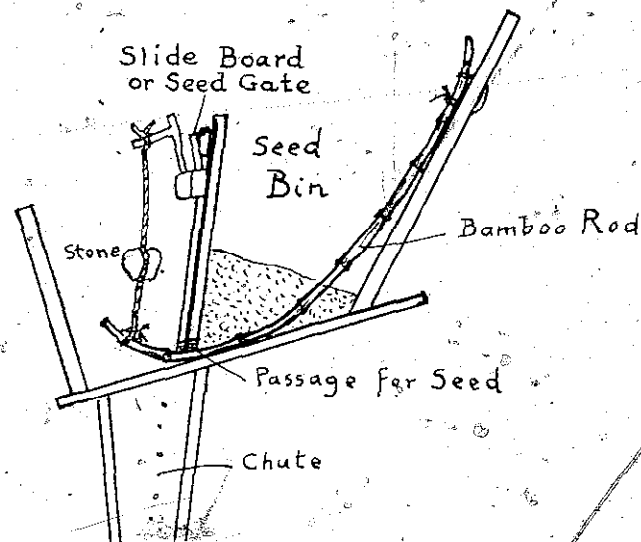 Slide Board
or Seed Gate
Seed
Bin
Stone
Bamboo Rod
Passage for Seed
Chute